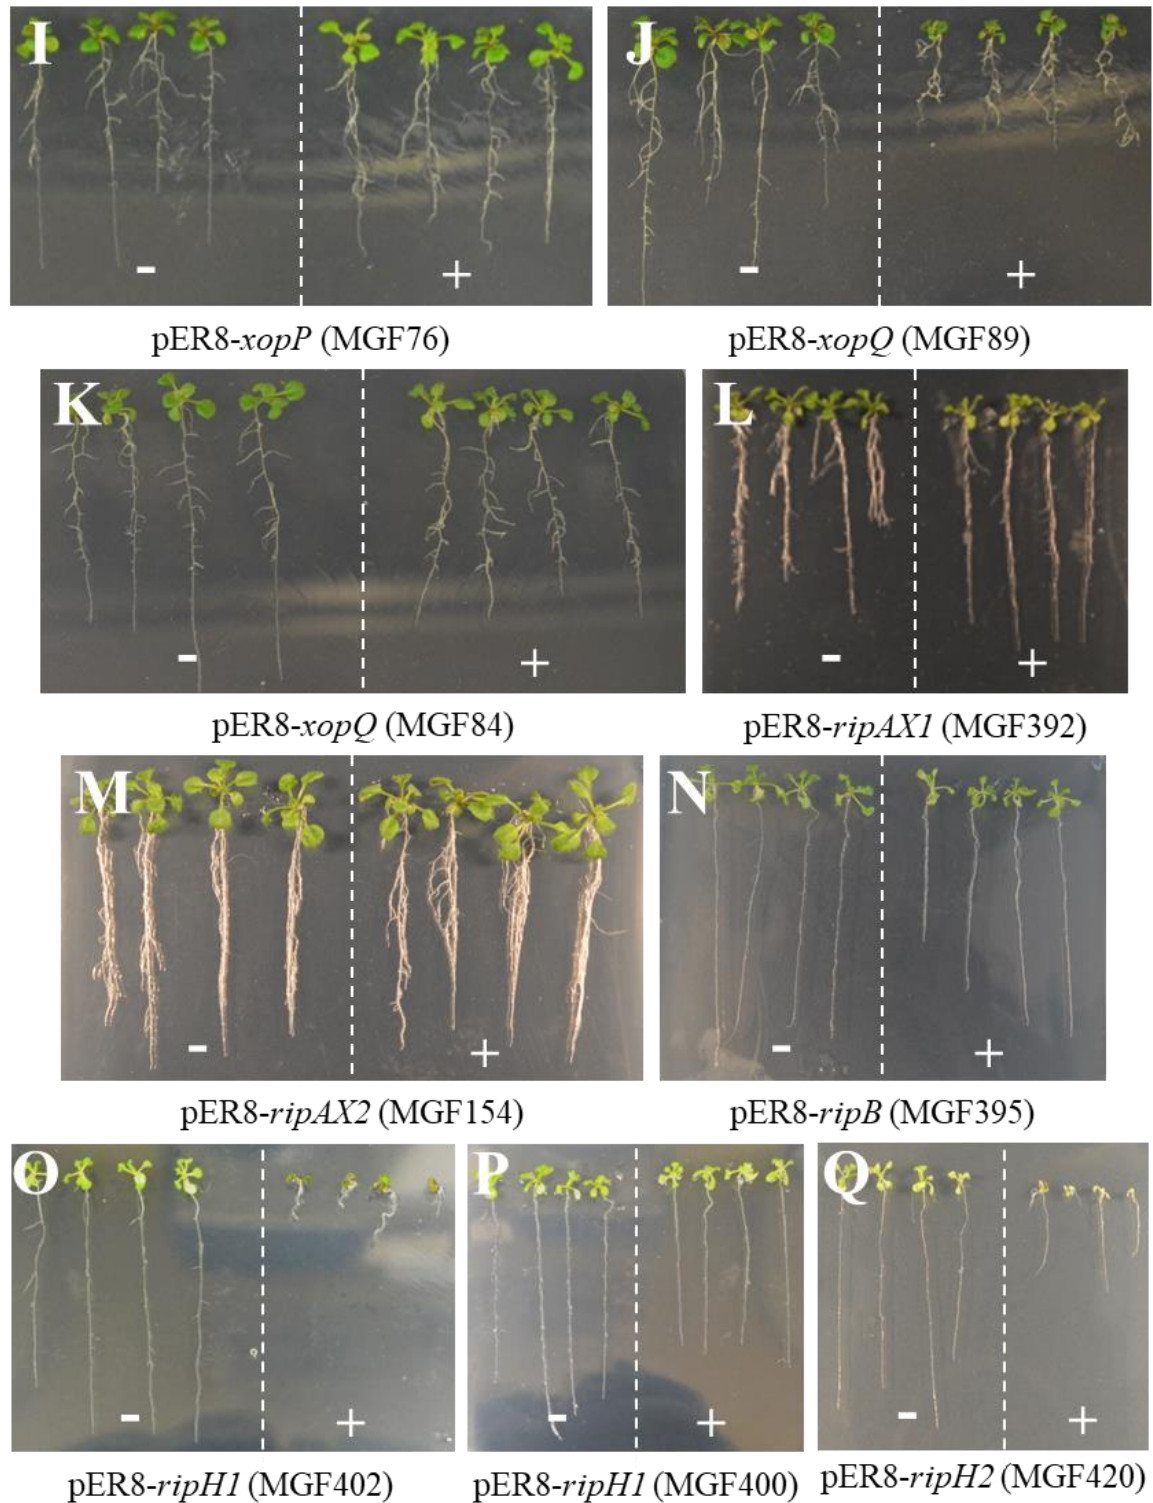 I
J
- +
- +
pER8-xopP (MGF76)
pER8-xopQ (MGF89)
K
L
- +
- +
pER8-xopQ (MGF84)
pER8-ripAX1 (MGF392)
M
N
- +
- +
pER8-ripAX2 (MGF154)
pER8-ripB (MGF395)
O
P
Q
- +
- +
- +
pER8-ripH1 (MGF402)
pER8-ripH1 (MGF400)
pER8-ripH2 (MGF420)